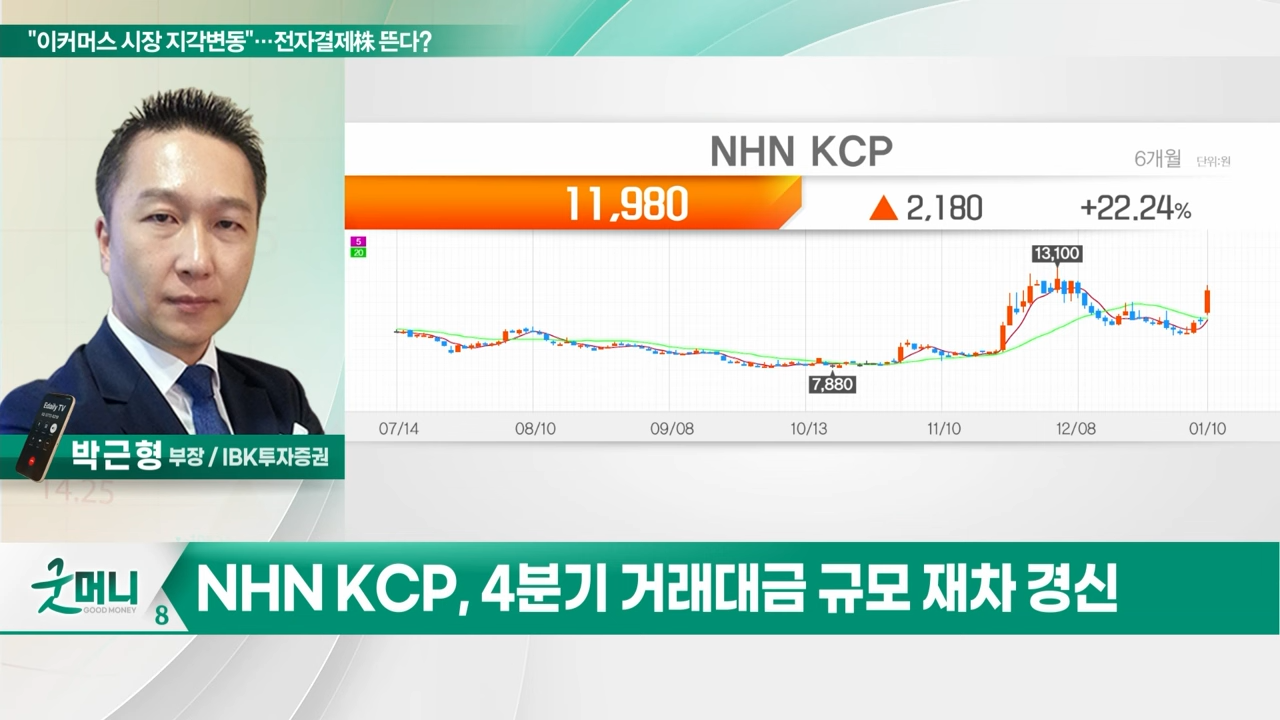 "이커머스 시장 지각변동"…전자결제株 뜬다?
NHN KCP
6개월 단위:원
11,980 ▲ 2,180 +22.24%
5
20
13,100
7,880
07/14 08/10 09/08 10/13 11/10 12/08 01/10
Edaily TV
박근형 부장 / IBK투자증권
14.25
굿머니
GOOD MONEY
8
NHN KCP, 4분기 거래대금 규모 재차 경신